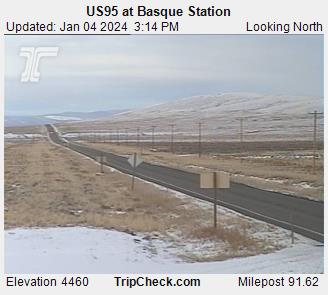 US95 at Basque Station
Updated: Jan 04 2024 3:14 PM Looking North
Elevation 4460 TripCheck.com Milepost 91.62